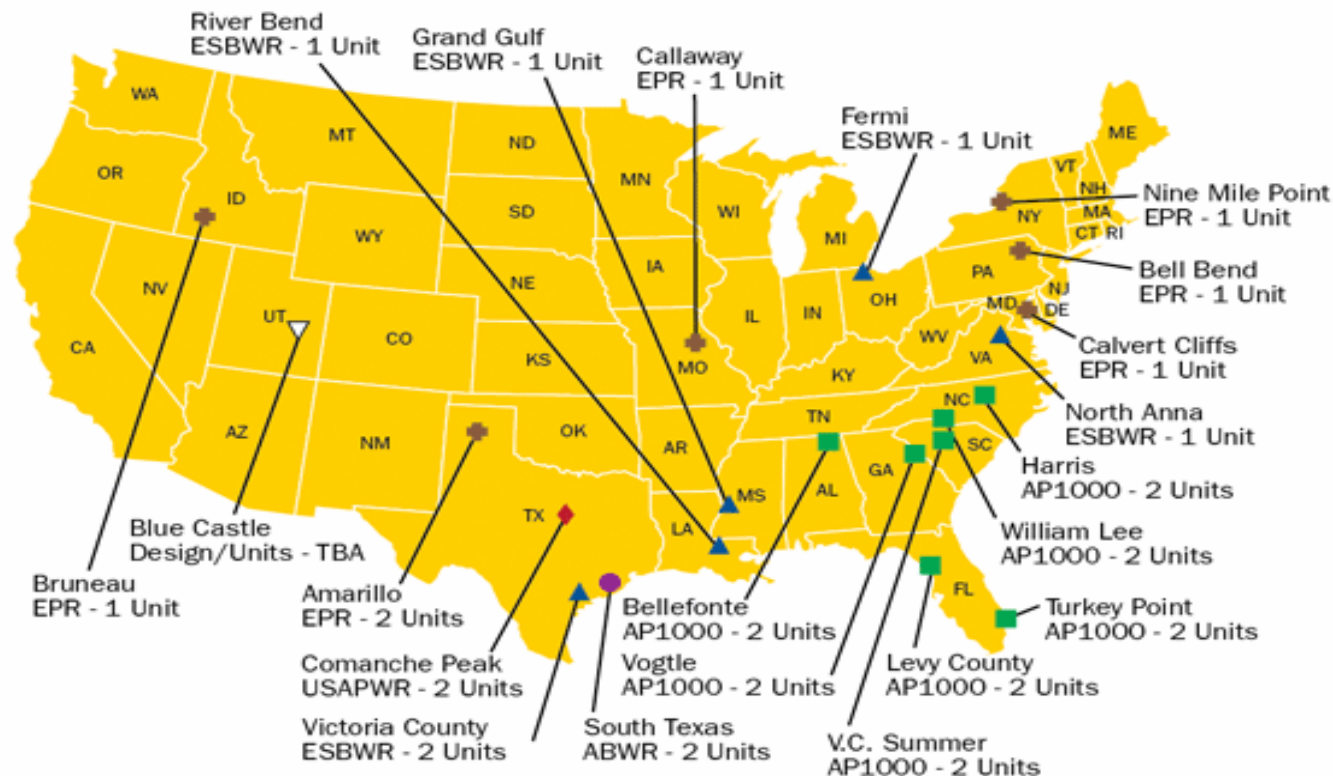 River Bend
ESBWR - 1 Unit
Grand Gulf
ESBWR - 1 Unit
Callaway
EPR - 1 Unit
Fermi
ESBWR - 1 Unit
Nine Mile Point
EPR - 1 Unit
Bell Bend
EPR - 1 Unit
Calvert Cliffs
EPR - 1 Unit
North Anna
ESBWR - 1 Unit
Harris
AP1000 - 2 Units
William Lee
AP1000 - 2 Units
Turkey Point
AP1000 - 2 Units
Levy County
AP1000 - 2 Units
V.C. Summer
AP1000 - 2 Units
Bellefonte
AP1000 - 2 Units
Vogtle
AP1000 - 2 Units
South Texas
ABWR - 2 Units
Amarillo
EPR - 2 Units
Comanche Peak
USAPWR - 2 Units
Victoria County
ESBWR - 2 Units
Blue Castle
Design/Units - TBA
Bruneau
EPR - 1 Unit
WA
OR
CA
NV
ID
MT
WY
UT
CO
AZ
NM
ND
SD
NE
KS
OK
TX
MN
IA
MO
AR
LA
WI
IL
MI
IN
OH
KY
TN
MS
AL
GA
FL
SC
NC
VA
WV
MD
DE
NJ
PA
NY
CT
RI
MA
NH
VT
ME